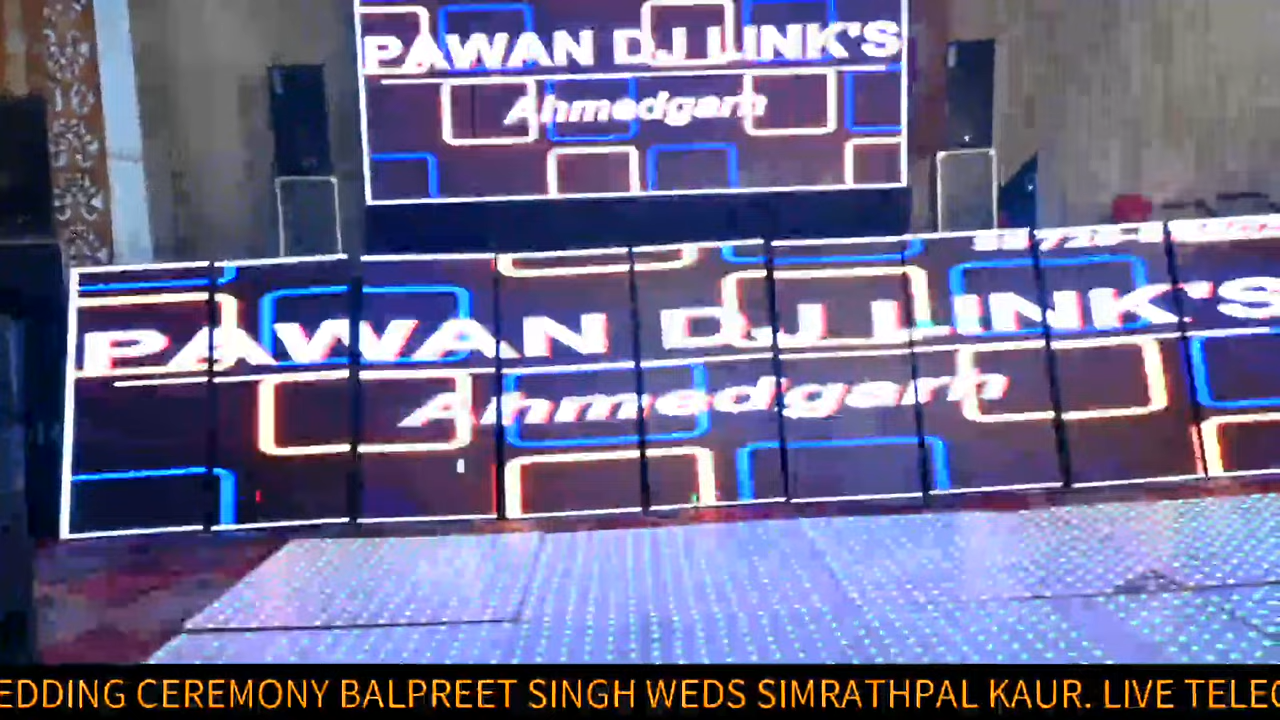 PAWAN DJ LINK'S
Ahmedgarh
PAWAN DJ LINK'S
Ahmedgarh
EDDING CEREMONY BALPREET SINGH WEDS SIMRATHPAL KAUR. LIVE TELEC